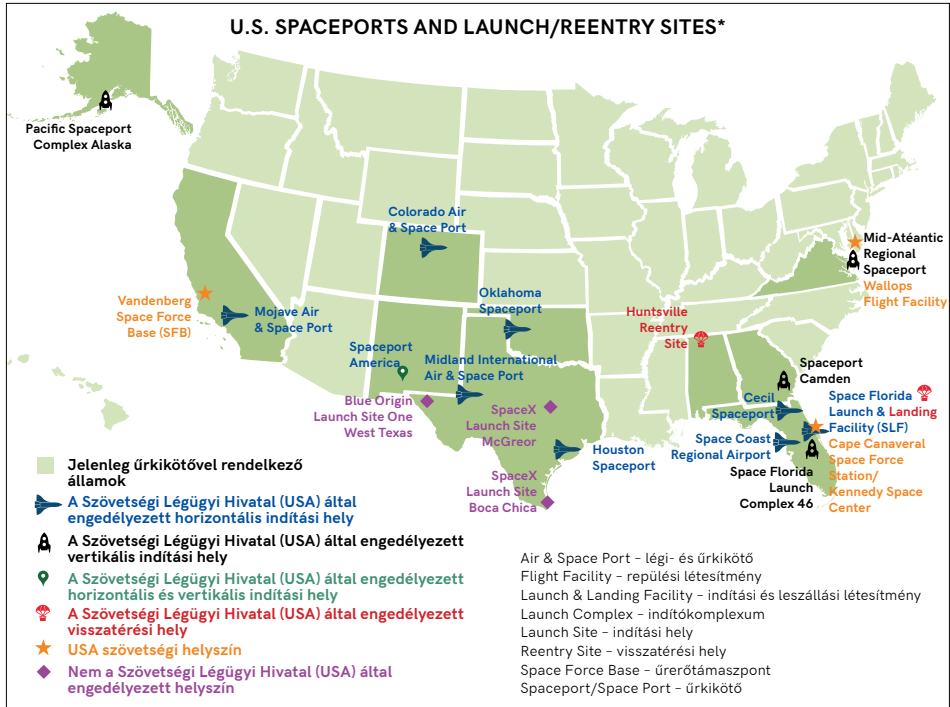 U.S. SPACEPORTS AND LAUNCH/REENTRY SITES*
Pacific Spaceport
Complex Alaska
Colorado Air
& Space Port
Mid-Atéantic
Regional
Spaceport
Wallops
Flight Facility
Vandenberg
Space Force
Base (SFB)
Mojave Air
& Space Port
Oklahoma
Spaceport
Huntsville
Reentry
Site
Spaceport
America
Midland International
Air & Space Port
Spaceport
Camden
Blue Origin
Launch Site One
West Texas
SpaceX
Launch Site
McGreor
Cecil
Spaceport
Space Florida
Launch & Landing
Facility (SLF)
Cape Canaveral
Space Force
Station/
Kennedy Space
Center
Houston
Spaceport
Space Coast
Regional Airport
Space Florida
Launch
Complex 46
SpaceX
Launch Site
Boca Chica
Jelenleg űrkikötővel rendelkező
államok
A Szövetségi Légügyi Hivatal (USA) által
engedélyezett horizontális indítási hely
A Szövetségi Légügyi Hivatal (USA) által engedélyezett
vertikális indítási hely
A Szövetségi Légügyi Hivatal (USA) által engedélyezett
horizontális és vertikális indítási hely
A Szövetségi Légügyi Hivatal (USA) által engedélyezett
visszatérési hely
USA szövetségi helyszín
Nem a Szövetségi Légügyi Hivatal (USA) által
engedélyezett helyszín
Air & Space Port – légi- és űrkikötő
Flight Facility – repülési létesítmény
Launch & Landing Facility – indítási és leszállási létesítmény
Launch Complex – indítókomplexum
Launch Site – indítási hely
Reentry Site – visszatérési hely
Space Force Base – űrerőtámaszpont
Spaceport/Space Port – űrkikötő